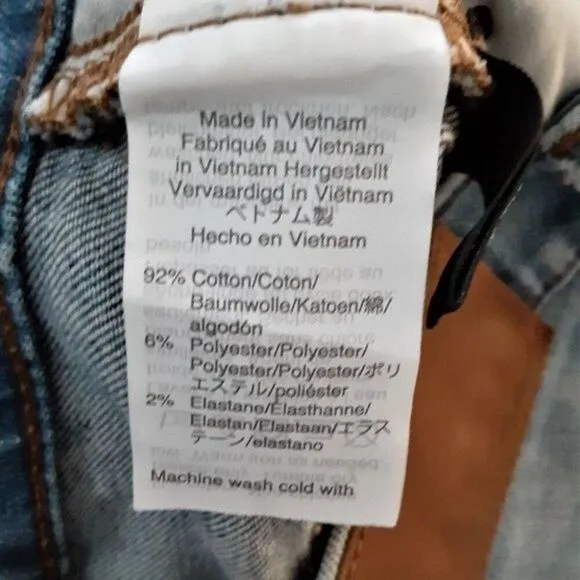 Made in Vietnam
Fabriqué au Vietnam
in Vietnam Hergestellt
Vervaardigd in Viëtnam
ベトナム製
Hecho en Vietnam
92% Cotton/Coton/
Baumwolle/Katoen/綿/
algodón
6% Polyester/Polyester/
Polyester/Polyester/ポリ
エステル/poliéster
2% Elastane/Élasthanne/
Elastan/Elastaan/エラス
テーン/elastano
Machine wash cold with